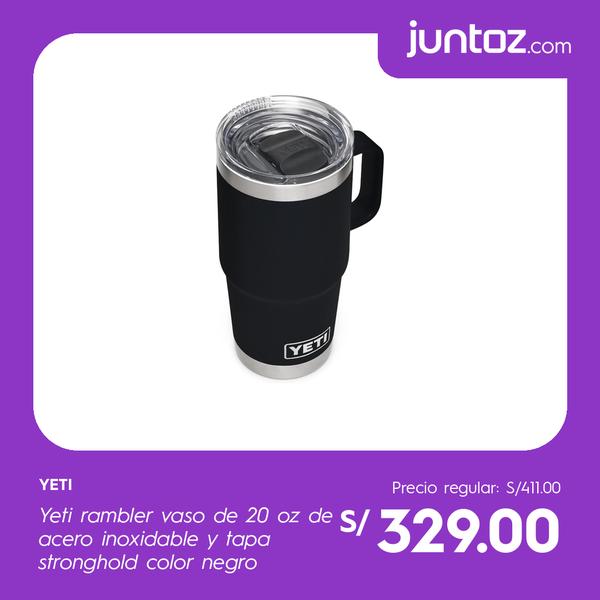 juntoz.com
YETI
YETI
Precio regular: S/411.00
Yeti rambler vaso de 20 oz de
acero inoxidable y tapa
stronghold color negro
S/ 329.00